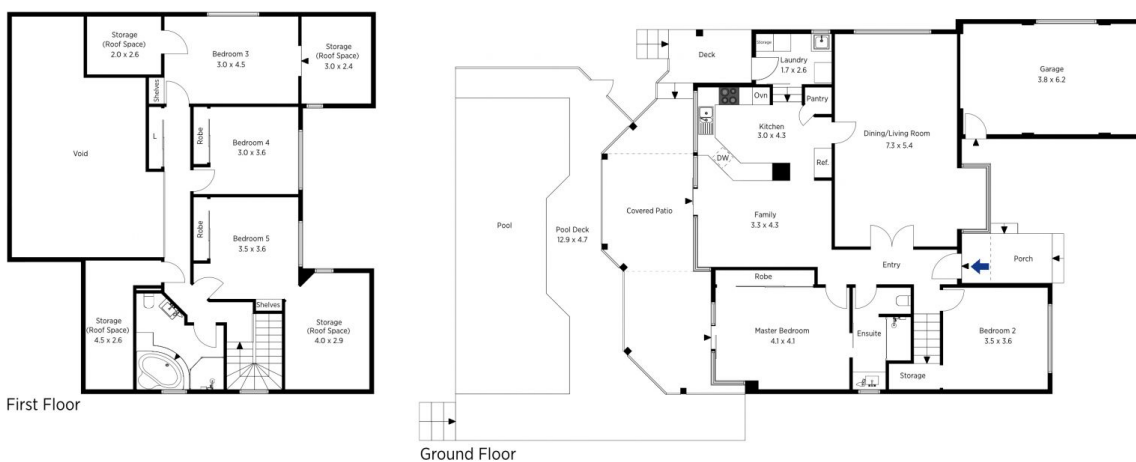 Storage
(Roof Space)
2.0 x 2.6
Bedroom 3
3.0 x 4.5
Storage
(Roof Space)
3.0 x 2.4
Shelves
L
Robe
Bedroom 4
3.0 x 3.6
Void
Robe
Bedroom 5
3.5 x 3.6
Shelves
Storage
(Roof Space)
4.5 x 2.6
Storage
(Roof Space)
4.0 x 2.9
First Floor
Deck
Storage
Laundry
1.7 x 2.6
Garage
3.8 x 6.2
Ovn
Pantry
Kitchen
3.0 x 4.3
Dining/Living Room
7.3 x 5.4
DW
Ref.
Covered Patio
Pool
Pool Deck
12.9 x 4.7
Family
3.3 x 4.3
Entry
Porch
Robe
Master Bedroom
4.1 x 4.1
Ensuite
Bedroom 2
3.5 x 3.6
Storage
Ground Floor